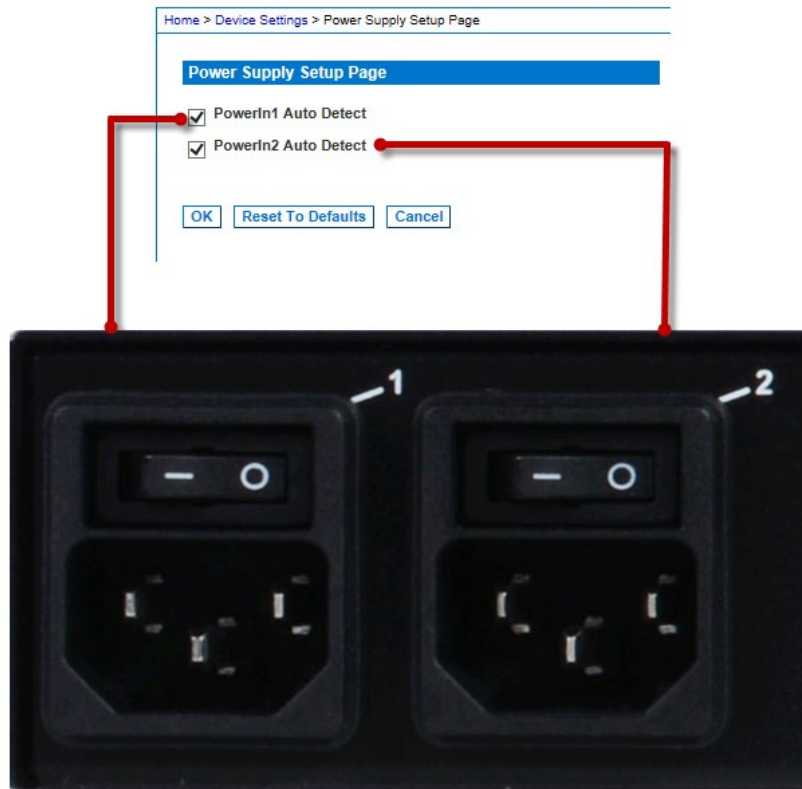 Home > Device Settings > Power Supply Setup Page
Power Supply Setup Page
PowerIn1 Auto Detect
PowerIn2 Auto Detect
OK Reset To Defaults Cancel
1
2